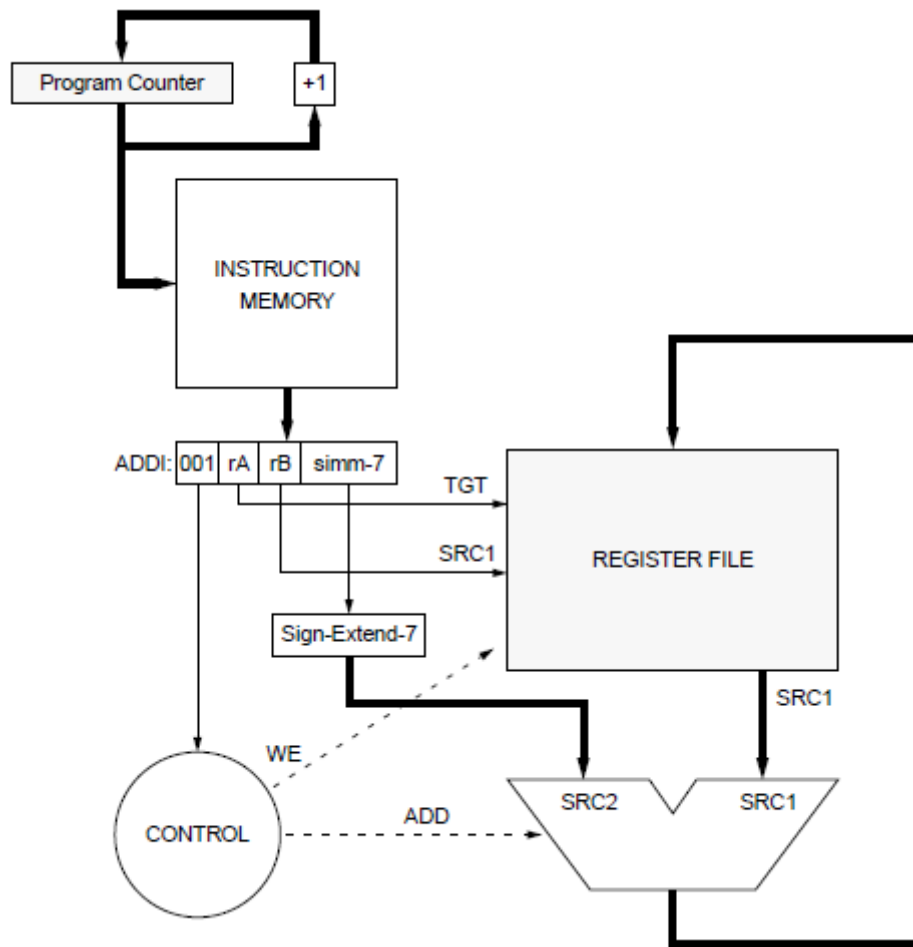 Program Counter
+1
INSTRUCTION
MEMORY
ADDI: 001 rA rB simm-7
TGT
SRC1
REGISTER FILE
Sign-Extend-7
SRC1
WE
SRC2
SRC1
ADD
CONTROL